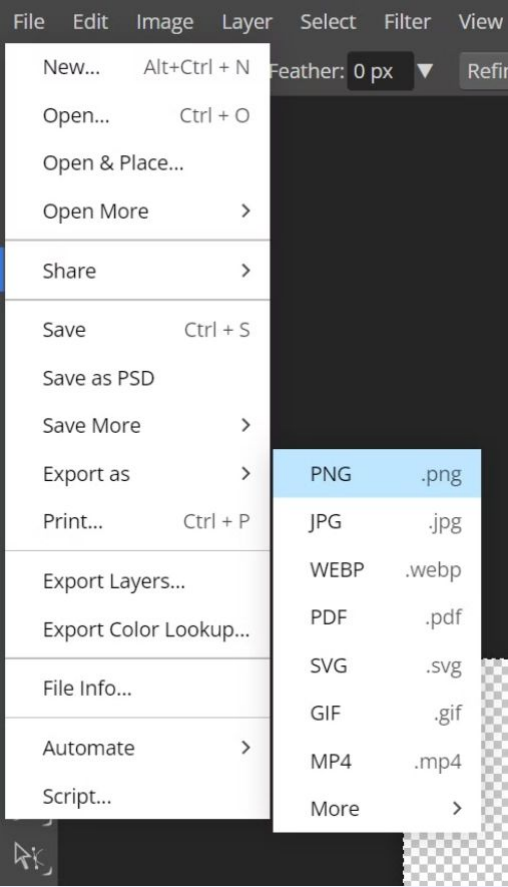 File Edit Image Layer Select Filter View
Feather: 0 px
New... Alt+Ctrl + N
Open... Ctrl + O
Open & Place...
Open More
Share
Save Ctrl + S
Save as PSD
Save More
Export as
Print... Ctrl + P
Export Layers...
Export Color Lookup...
File Info...
Automate
Script...
PNG .png
JPG .jpg
WEBP .webp
PDF .pdf
SVG .svg
GIF .gif
MP4 .mp4
More